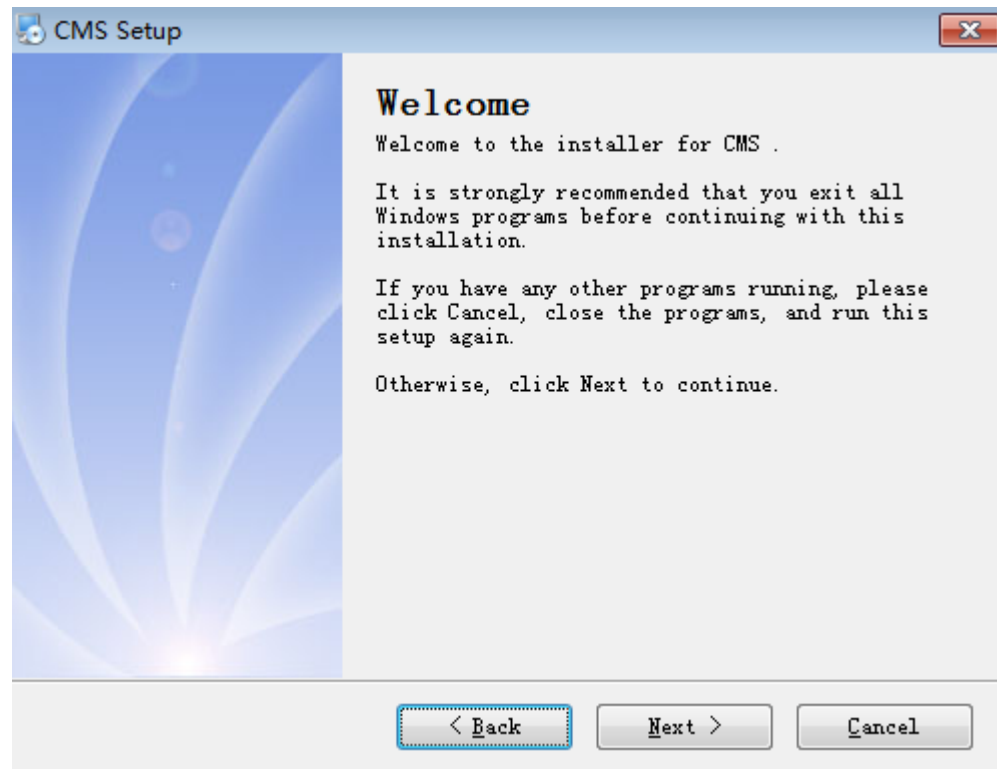 CMS Setup
Welcome
Welcome to the installer for CMS .
It is strongly recommended that you exit all
Windows programs before continuing with this
installation.
If you have any other programs running, please
click Cancel, close the programs, and run this
setup again.
Otherwise, click Next to continue.
< Back
Next >
Cancel